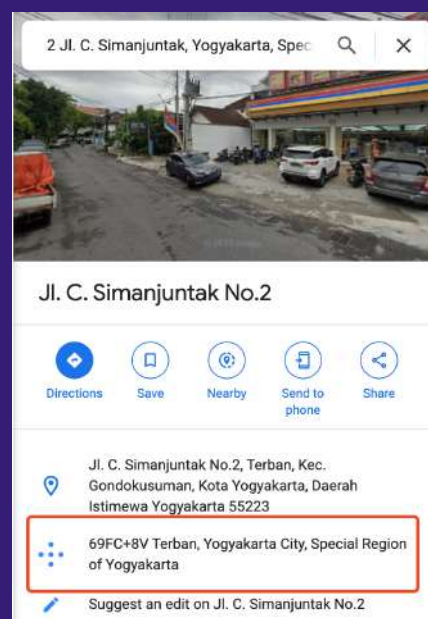 2 Jl. C. Simanjuntak, Yogyakarta, Spec
Jl. C. Simanjuntak No.2
Directions
Save
Nearby
Send to
phone
Share
Jl. C. Simanjuntak No.2, Terban, Kec.
Gondokusuman, Kota Yogyakarta, Daerah
Istimewa Yogyakarta 55223
69FC+8V Terban, Yogyakarta City, Special Region
of Yogyakarta
Suggest an edit on Jl. C. Simanjuntak No.2